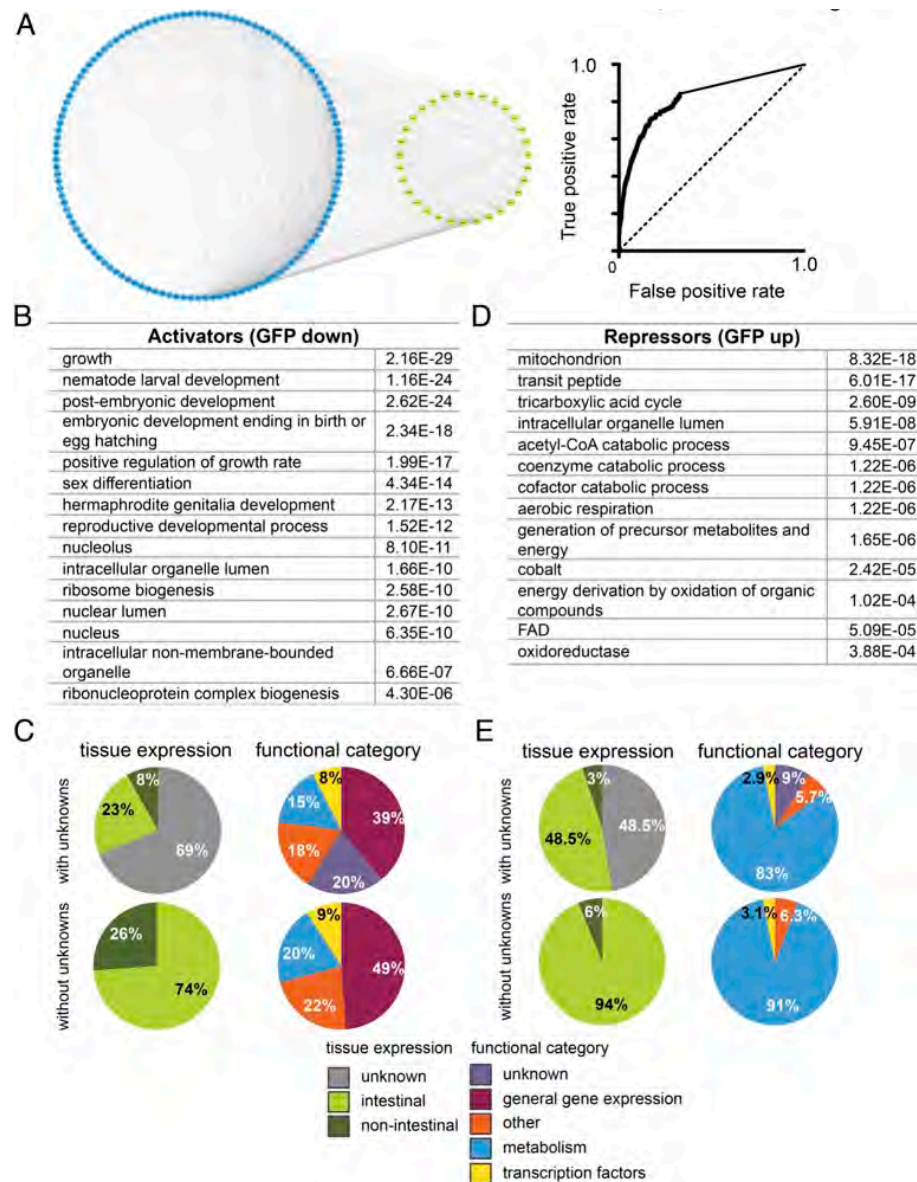 A
1.0
True positive rate
0
1.0
False positive rate
B
Activators (GFP down)
growth 2.16E-29
nematode larval development 1.16E-24
post-embryonic development 2.62E-24
embryonic development ending in birth or
egg hatching 2.34E-18
positive regulation of growth rate 1.99E-17
sex differentiation 4.34E-14
hermaphrodite genitalia development 2.17E-13
reproductive developmental process 1.52E-12
nucleolus 8.10E-11
intracellular organelle lumen 1.66E-10
ribosome biogenesis 2.58E-10
nuclear lumen 2.67E-10
nucleus 6.35E-10
intracellular non-membrane-bounded
organelle 6.66E-07
ribonucleoprotein complex biogenesis 4.30E-06
D
Repressors (GFP up)
mitochondrion 8.32E-18
transit peptide 6.01E-17
tricarboxylic acid cycle 2.60E-09
intracellular organelle lumen 5.91E-08
acetyl-CoA catabolic process 9.45E-07
coenzyme catabolic process 1.22E-06
cofactor catabolic process 1.22E-06
aerobic respiration 1.22E-06
generation of precursor metabolites and
energy 1.65E-06
cobalt 2.42E-05
energy derivation by oxidation of organic
compounds 1.02E-04
FAD 5.09E-05
oxidoreductase 3.88E-04
C
tissue expression functional category
with unknowns
8%
23%
69%
8%
15%
39%
18%
20%
without unknowns
26%
74%
9%
20%
49%
22%
E
tissue expression functional category
with unknowns
3%
48.5%
48.5%
2.9%
9%
5.7%
83%
without unknowns
6%
94%
3.1%
6.3%
91%
tissue expression
unknown
intestinal
non-intestinal
functional category
unknown
general gene expression
other
metabolism
transcription factors